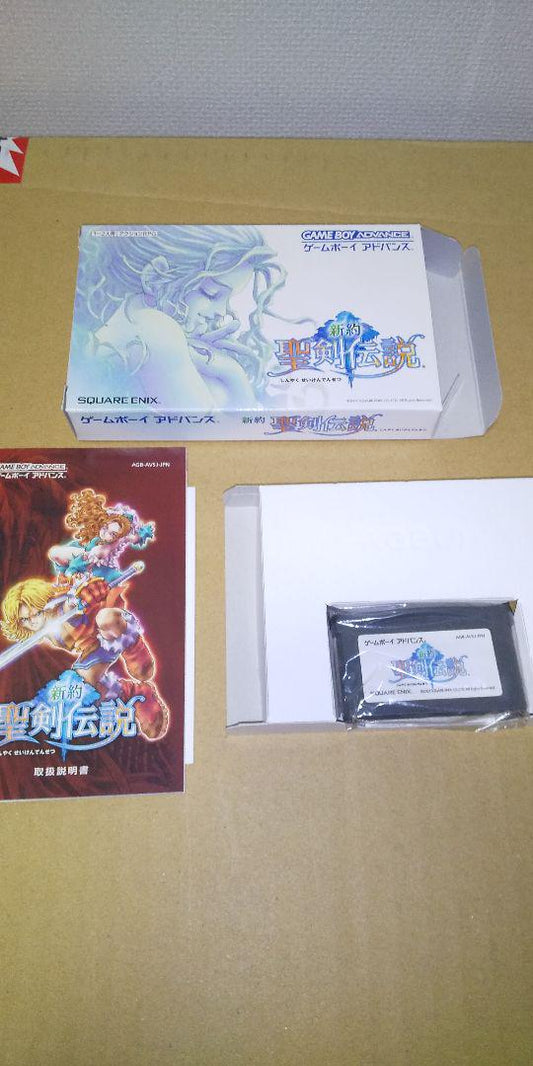 GAME BOY ADVANCE
ゲームボーイ アドバンス
新約
聖剣伝説
しんやく せいけんでんせつ
SQUARE ENIX
ゲームボーイ アドバンス 新約 聖剣伝説
GAME BOY ADVANCE
ゲームボーイ アドバンス
AGB-AVSJ-JPN
新約
聖剣伝説
やく せいけんでんせつ
取扱説明書
ゲームボーイ アドバンス
AGB-AVSJ-JPN
新約
聖剣伝説
SQUARE ENIX